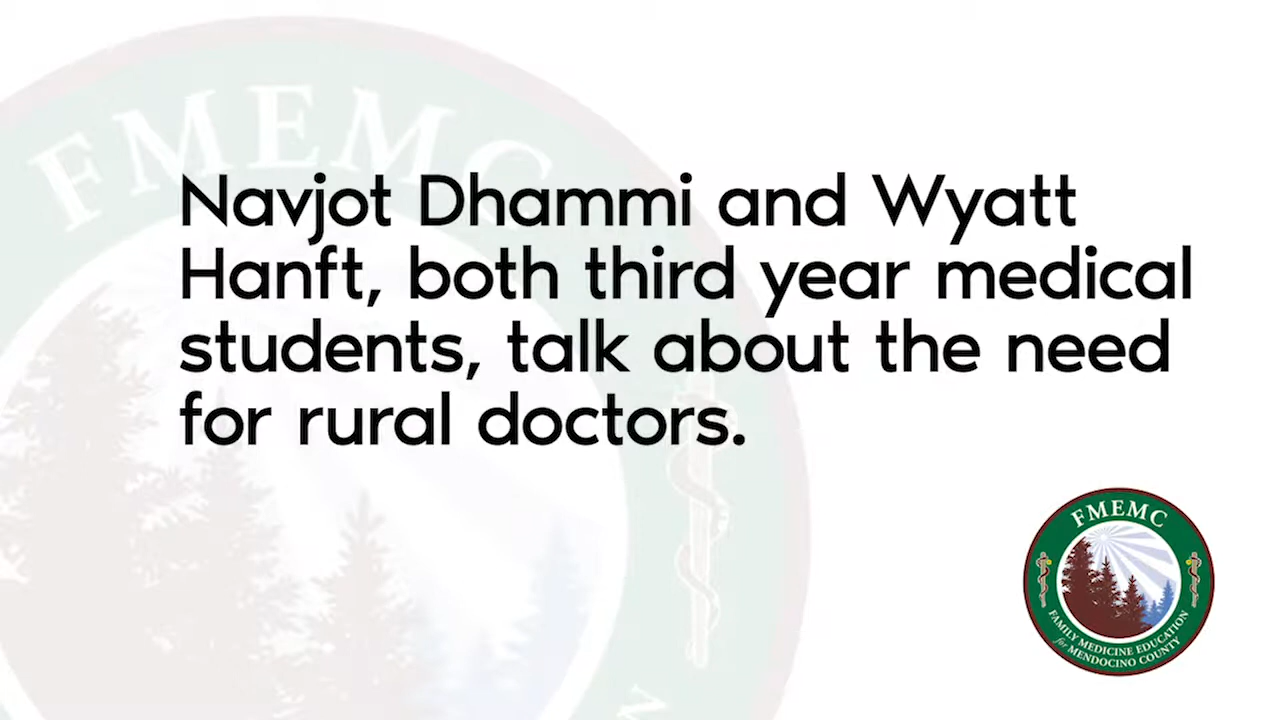 FMEMC
Navjot Dhammi and Wyatt
Hanft, both third year medical
students, talk about the need
for rural doctors.
FMEMC
FAMILY MEDICINE EDUCATION
for MENDOCINO COUNTY